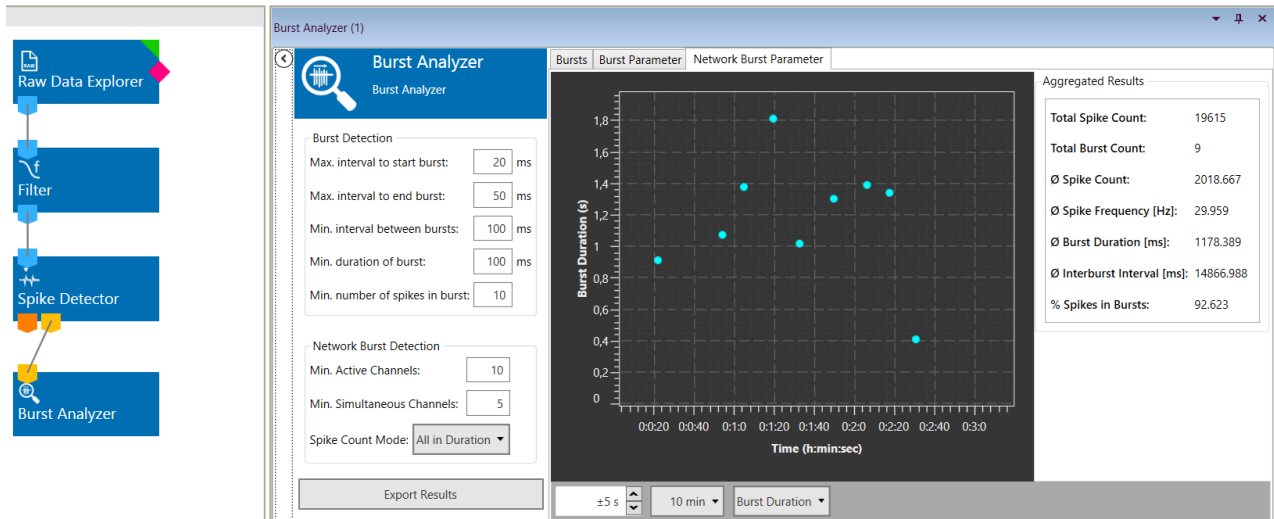 Raw Data Explorer
Filter
Spike Detector
Burst Analyzer
Burst Analyzer (1)
Burst Analyzer
Burst Analyzer
Burst Detection
Max. interval to start burst: 20 ms
Max. interval to end burst: 50 ms
Min. interval between bursts: 100 ms
Min. duration of burst: 100 ms
Min. number of spikes in burst: 10
Network Burst Detection
Min. Active Channels: 10
Min. Simultaneous Channels: 5
Spike Count Mode: All in Duration
Export Results
Bursts Burst Parameter Network Burst Parameter
Burst Duration (s)
1,8
1,6
1,4
1,2
1
0,8
0,6
0,4
0,2
0
0:0:20 0:0:40 0:1:0 0:1:20 0:1:40 0:2:0 0:2:20 0:2:40 0:3:0
Time (h:min:sec)
±5 s 10 min Burst Duration
Aggregated Results
Total Spike Count: 19615
Total Burst Count: 9
Ø Spike Count: 2018.667
Ø Spike Frequency [Hz]: 29.959
Ø Burst Duration [ms]: 1178.389
Ø Interburst Interval [ms]: 14866.988
% Spikes in Bursts: 92.623